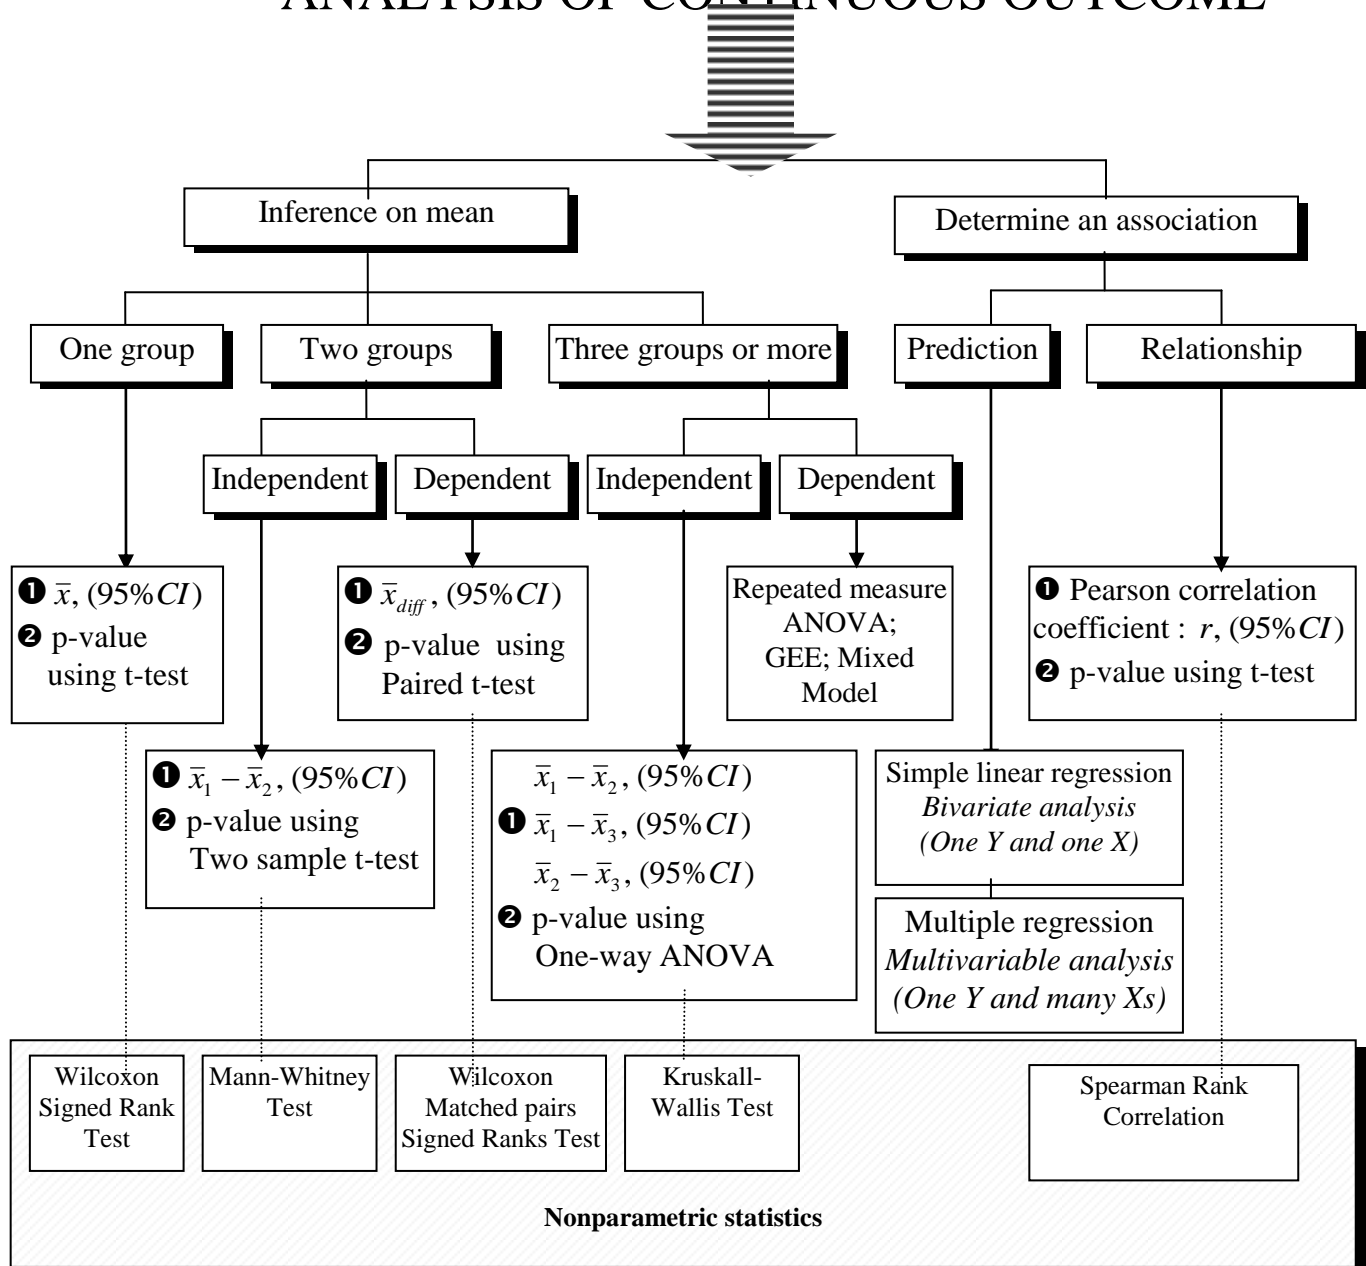 ANALYSIS OF CONTINUOUS OUTCOME
Inference on mean
Determine an association
One group
Two groups
Three groups or more
Prediction
Relationship
Independent
Dependent
Independent
Dependent
❶ x̄, (95%CI)
❷ p-value
using t-test
❶ x̄diff, (95%CI)
❷ p-value using
Paired t-test
Repeated measure
ANOVA;
GEE; Mixed
Model
❶ Pearson correlation
coefficient : r, (95%CI)
❷ p-value using t-test
❶ x̄₁ − x̄₂, (95%CI)
❷ p-value using
Two sample t-test
x̄₁ − x̄₂, (95%CI)
❶ x̄₁ − x̄₃, (95%CI)
x̄₂ − x̄₃, (95%CI)
❷ p-value using
One-way ANOVA
Simple linear regression
Bivariate analysis
(One Y and one X)
Multiple regression
Multivariable analysis
(One Y and many Xs)
Wilcoxon
Signed Rank
Test
Mann-Whitney
Test
Wilcoxon
Matched pairs
Signed Ranks Test
Kruskall-
Wallis Test
Spearman Rank
Correlation
Nonparametric statistics